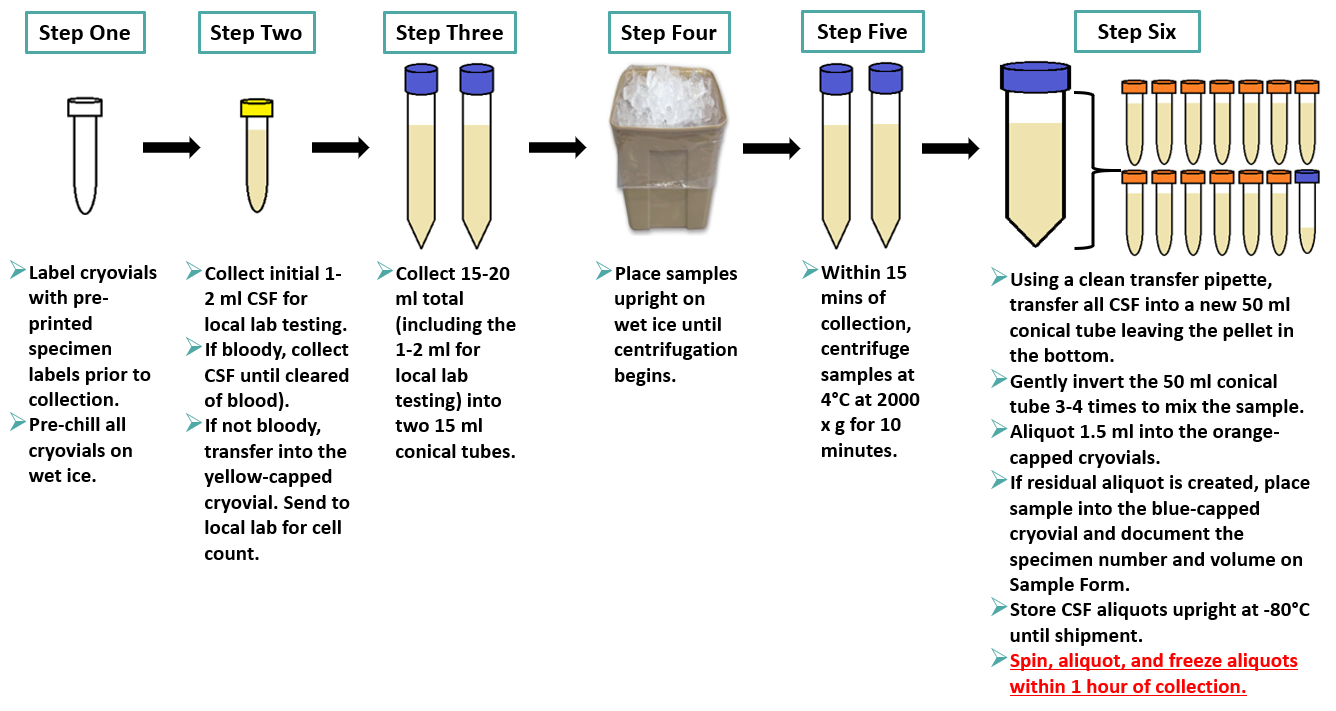 Step One
Label cryovials
with pre-
printed
specimen
labels prior to
collection.
Pre-chill all
cryovials on
wet ice.
Step Two
Collect initial 1-
2 ml CSF for
local lab testing.
If bloody, collect
CSF until cleared
of blood).
If not bloody,
transfer into the
yellow-capped
cryovial. Send to
local lab for cell
count.
Step Three
Collect 15-20
ml total
(including the
1-2 ml for
local lab
testing) into
two 15 ml
conical tubes.
Step Four
Place samples
upright on
wet ice until
centrifugation
begins.
Step Five
Within 15
mins of
collection,
centrifuge
samples at
4°C at 2000
x g for 10
minutes.
Step Six
Using a clean transfer pipette,
transfer all CSF into a new 50 ml
conical tube leaving the pellet in
the bottom.
Gently invert the 50 ml conical
tube 3-4 times to mix the sample.
Aliquot 1.5 ml into the orange-
capped cryovials.
If residual aliquot is created, place
sample into the blue-capped
cryovial and document the
specimen number and volume on
Sample Form.
Store CSF aliquots upright at -80°C
until shipment.
Spin, aliquot, and freeze aliquots
within 1 hour of collection.